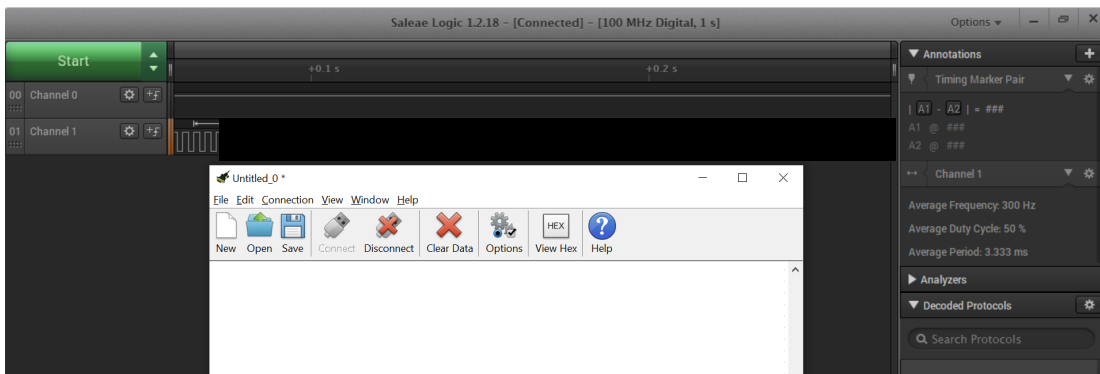 Saleae Logic 1.2.18 - [Connected] - [100 MHz Digital, 1 s]
Options
Start
+0.1 s
+0.2 s
Annotations
00 Channel 0
Timing Marker Pair
| A1 - A2 | = ###
A1 @ ###
A2 @ ###
01 Channel 1
Channel 1
Average Frequency: 300 Hz
Average Duty Cycle: 50 %
Average Period: 3.333 ms
Analyzers
Decoded Protocols
Search Protocols
Untitled_0 *
File Edit Connection View Window Help
HEX
New Open Save Connect Disconnect Clear Data Options View Hex Help